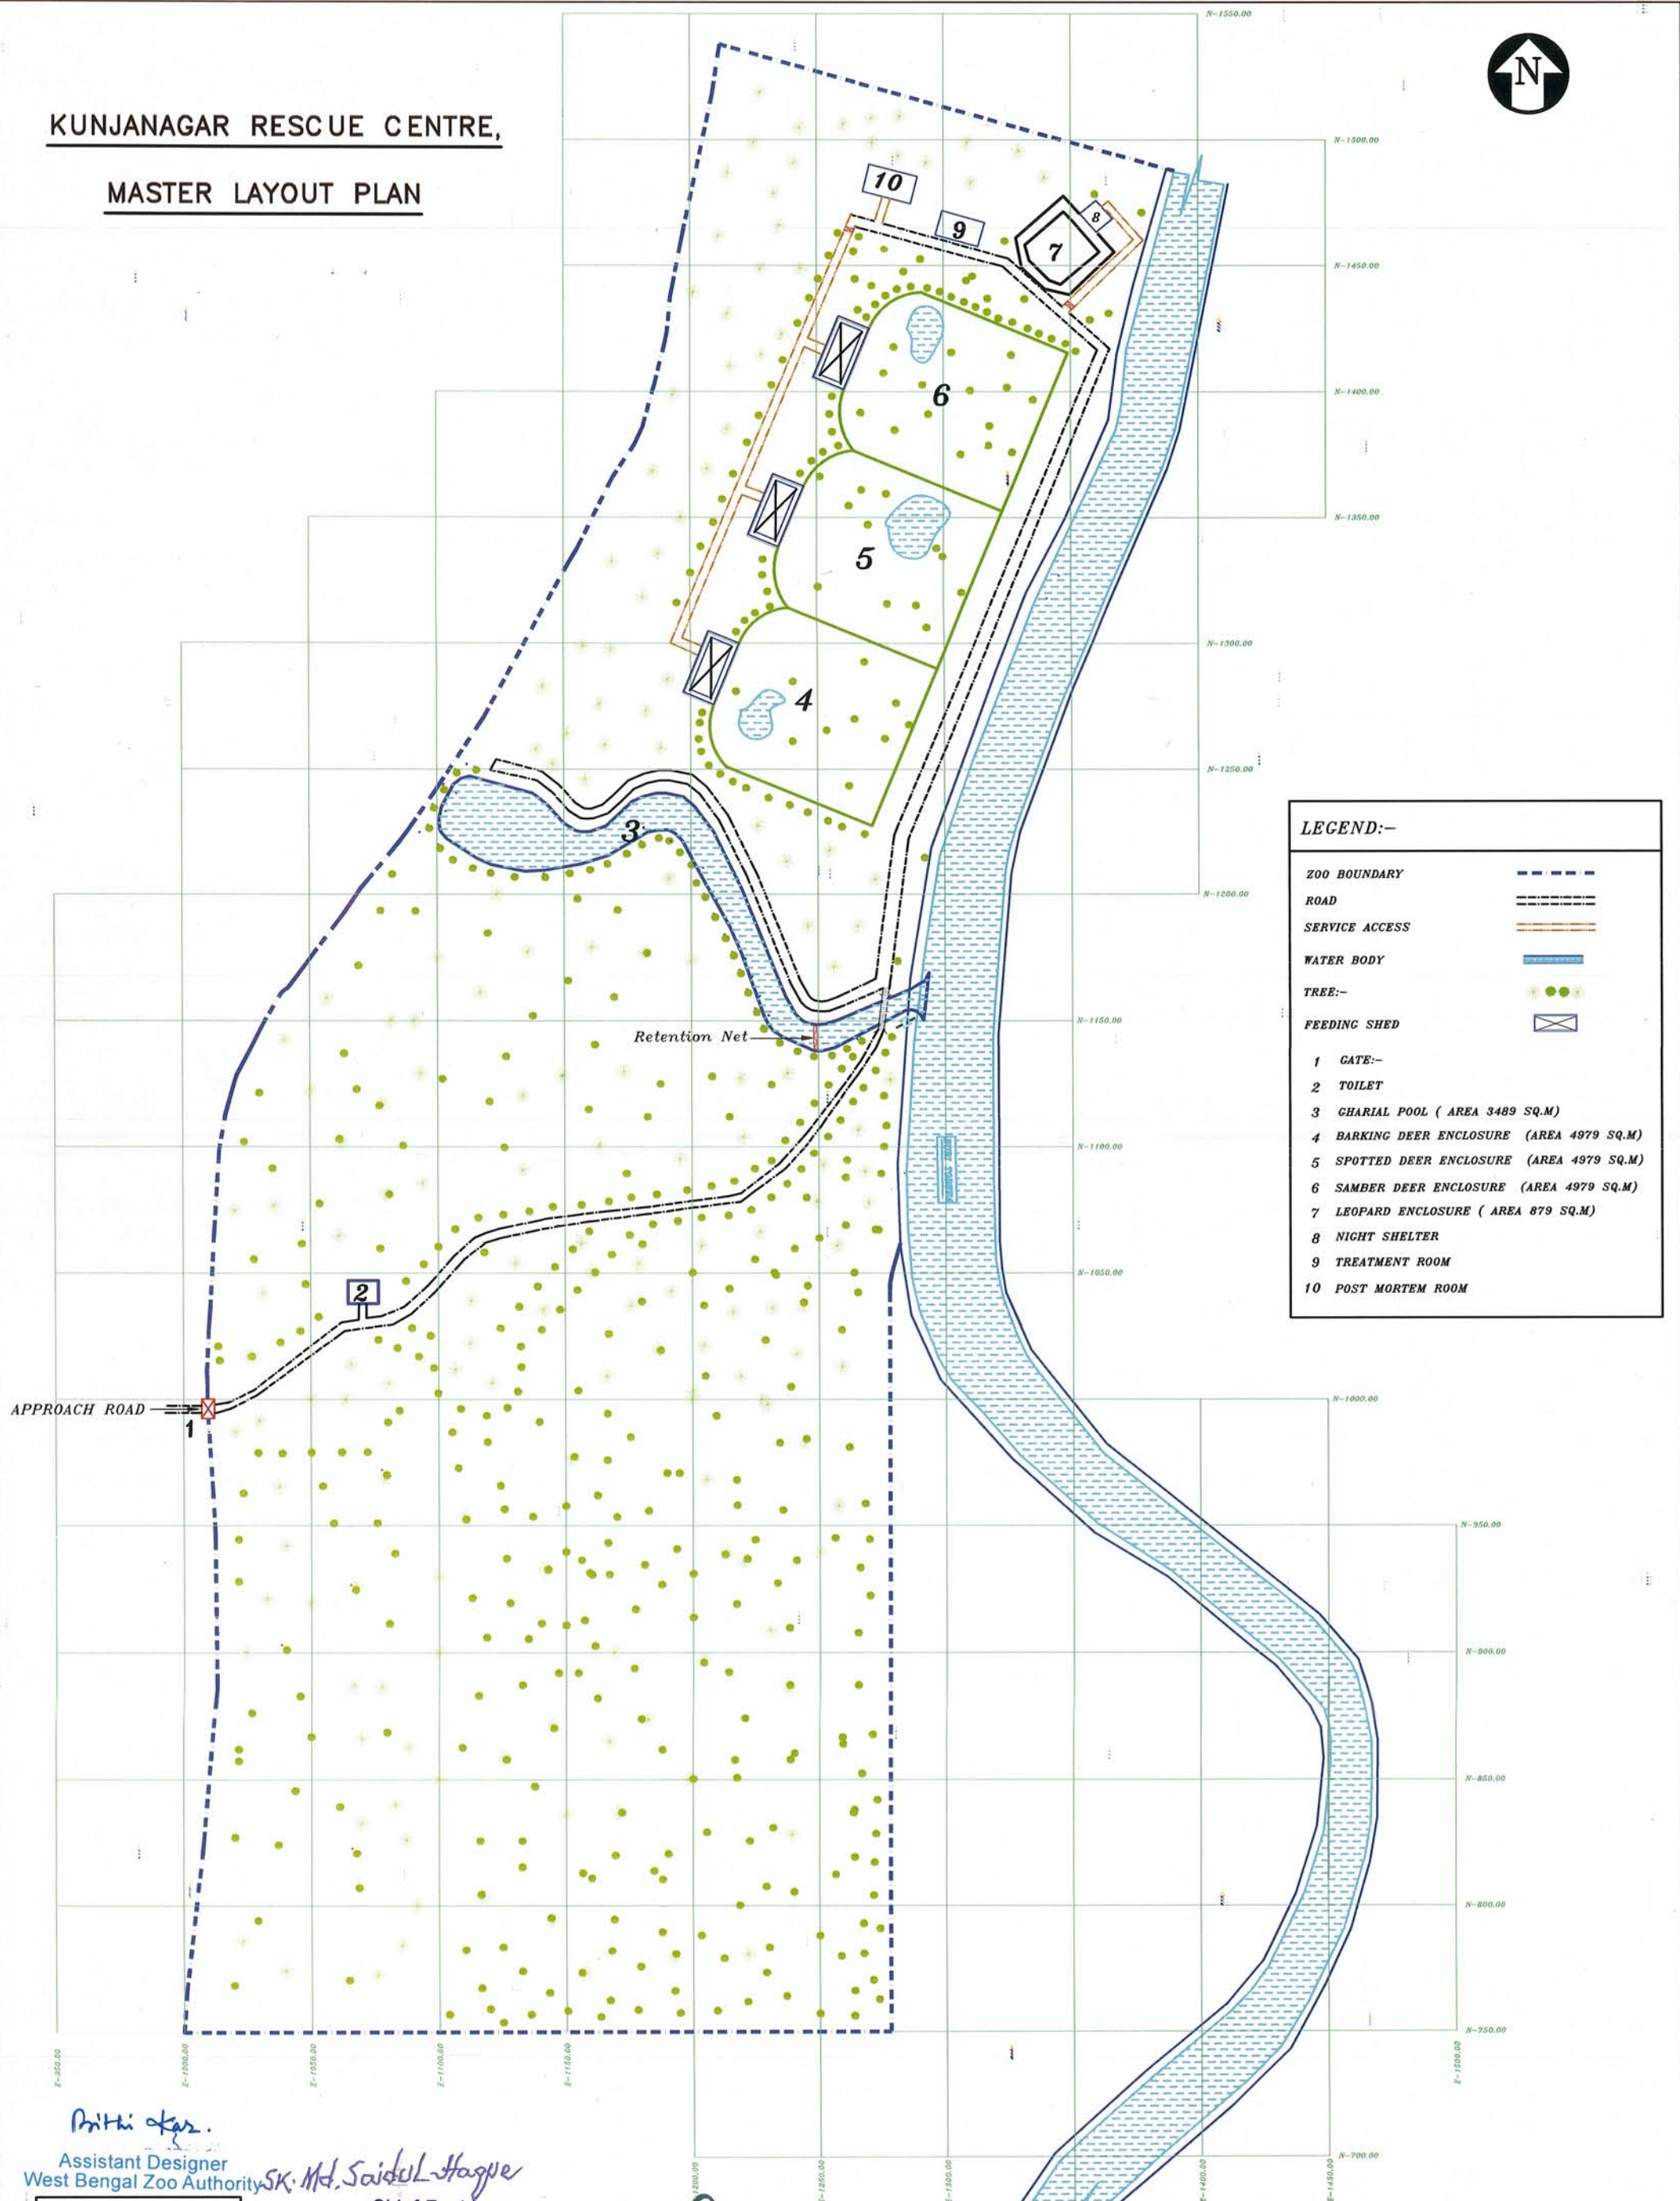 N-1550.00
N
KUNJANAGAR RESCUE CENTRE,
MASTER LAYOUT PLAN
N-1500.00
10
9
8
7
N-1450.00
6
N-1400.00
5
N-1350.00
N-1300.00
4
N-1250.00
3
N-1200.00
Retention Net
N-1150.00
N-1100.00
N-1050.00
2
APPROACH ROAD
1
N-1000.00
N-950.00
N-900.00
N-850.00
N-800.00
N-750.00
N-700.00
LEGEND:-
ZOO BOUNDARY
ROAD
SERVICE ACCESS
WATER BODY
TREE:-
FEEDING SHED
1 GATE:-
2 TOILET
3 GHARIAL POOL ( AREA 3489 SQ.M)
4 BARKING DEER ENCLOSURE (AREA 4979 SQ.M)
5 SPOTTED DEER ENCLOSURE (AREA 4979 SQ.M)
6 SAMBER DEER ENCLOSURE (AREA 4979 SQ.M)
7 LEOPARD ENCLOSURE ( AREA 879 SQ.M)
8 NIGHT SHELTER
9 TREATMENT ROOM
10 POST MORTEM ROOM
E-950.00
E-1000.00
E-1050.00
E-1100.00
E-1150.00
E-1500.00
1200.00
E-1250.00
E-1300.00
E-1400.00
E-1450.00
Brithi Kar.
Assistant Designer
West Bengal Zoo Authority
SK. Md. Saidul Haque